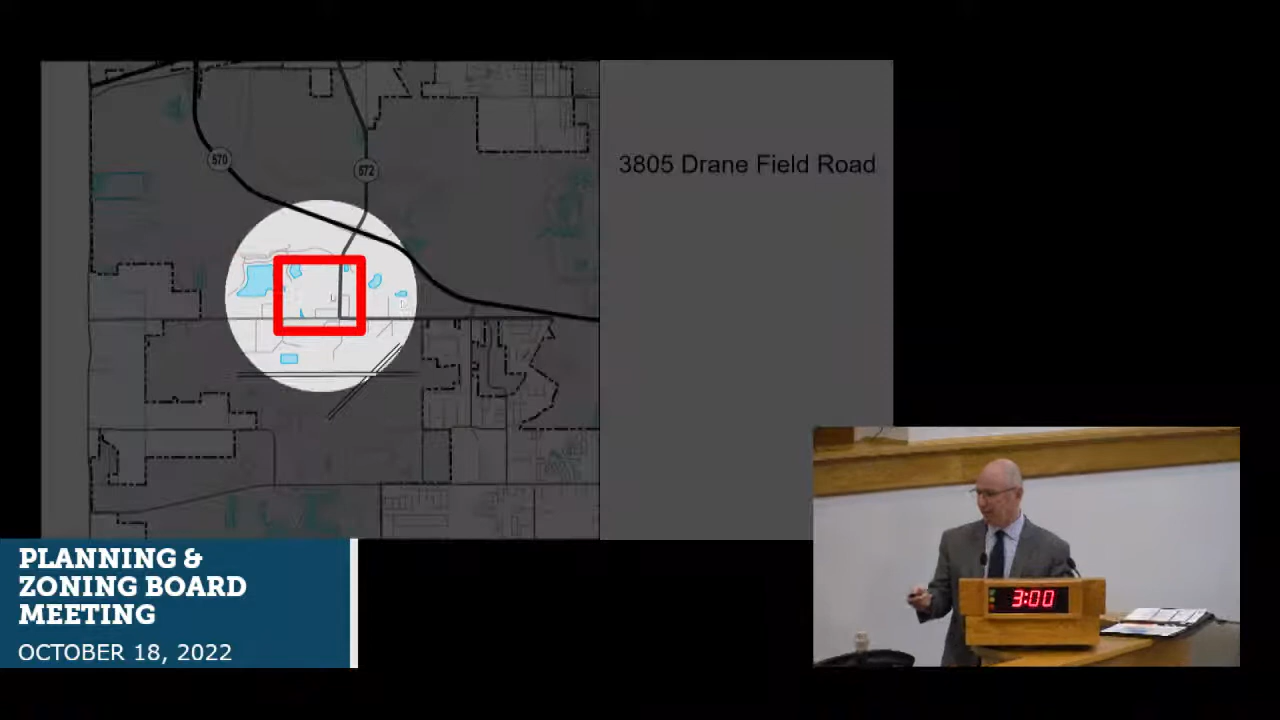 570
572
3805 Drane Field Road
PLANNING &
ZONING BOARD
MEETING
OCTOBER 18, 2022
3:00